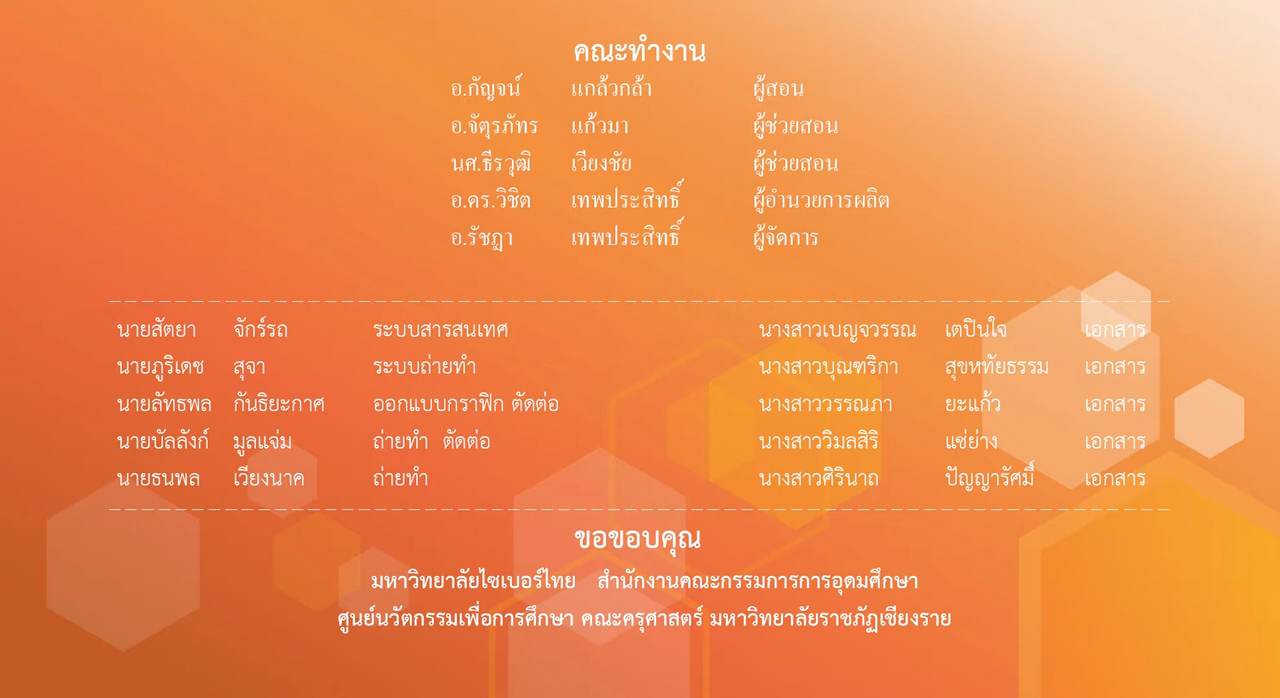 คณะทำงาน
อ.กัญจน์ แกล้วกล้า ผู้สอน
อ.จัตุรภัทร แก้วมา ผู้ช่วยสอน
นศ.ธีรวุฒิ เวียงชัย ผู้ช่วยสอน
อ.ดร.วิชิต เทพประสิทธิ์ ผู้อำนวยการผลิต
อ.รัชฎา เทพประสิทธิ์ ผู้จัดการ
นายสัตยา จักร์รถ ระบบสารสนเทศ นางสาวเบญจวรรณ เตปินใจ เอกสาร
นายภูริเดช สุจา ระบบถ่ายทำ นางสาวบุณฑริกา สุขหทัยธรรม เอกสาร
นายลัทธพล กันธิยะกาศ ออกแบบกราฟิก ตัดต่อ นางสาววรรณภา ยะแก้ว เอกสาร
นายบัลลังก์ มูลแจ่ม ถ่ายทำ ตัดต่อ นางสาววิมลสิริ แซ่ย่าง เอกสาร
นายธนพล เวียงนาค ถ่ายทำ นางสาวศิรินาถ ปัญญารัศมิ์ เอกสาร
ขอขอบคุณ
มหาวิทยาลัยไซเบอร์ไทย สำนักงานคณะกรรมการการอุดมศึกษา
ศูนย์นวัตกรรมเพื่อการศึกษา คณะครุศาสตร์ มหาวิทยาลัยราชภัฏเชียงราย